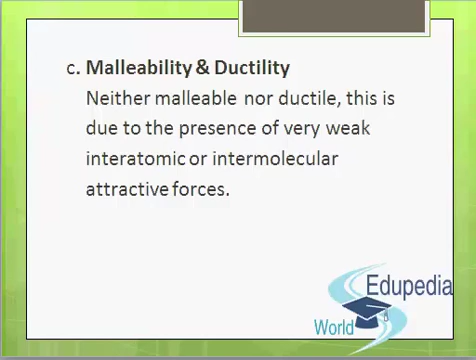 c. Malleability & Ductility
Neither malleable nor ductile, this is
due to the presence of very weak
interatomic or intermolecular
attractive forces.
Edupedia
World